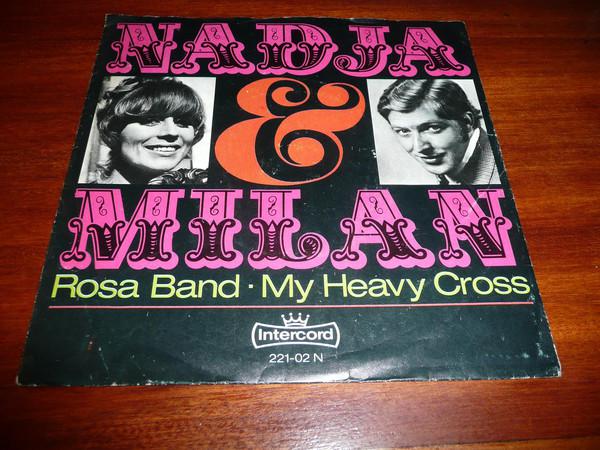 NADJA
&
MILAN
Rosa Band · My Heavy Cross
Intercord
221-02 N